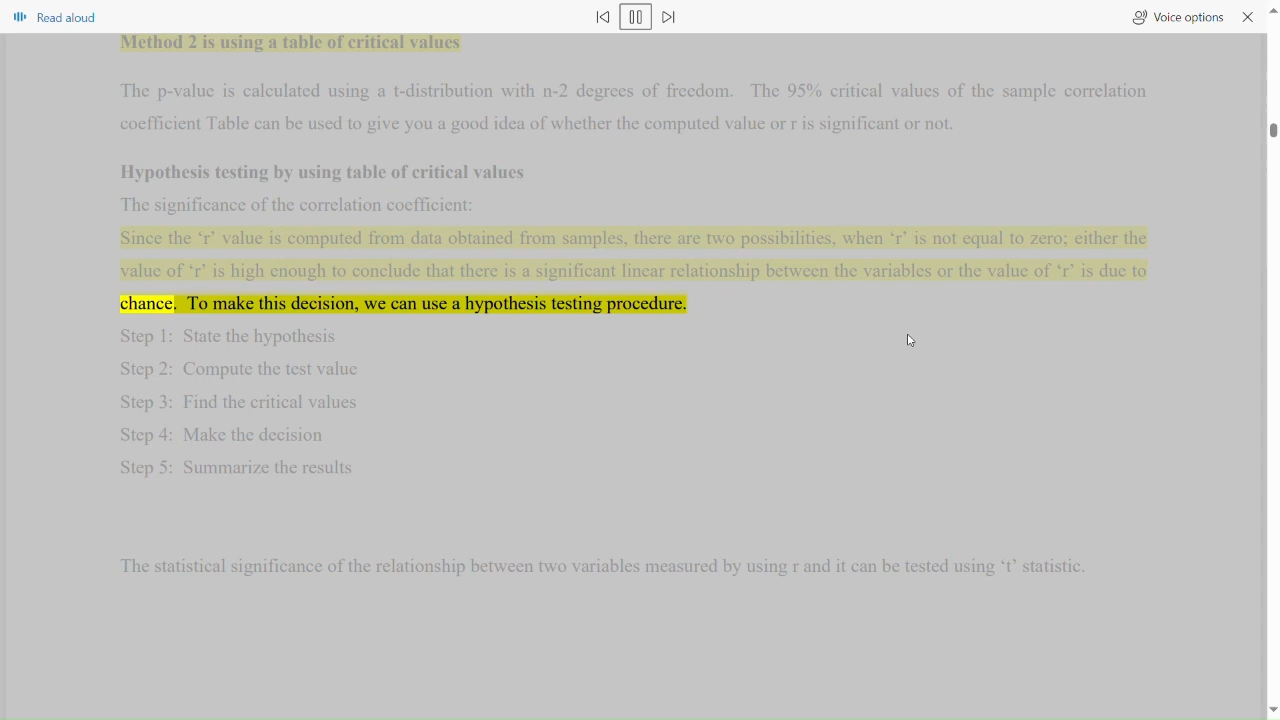 Read aloud
Voice options
Method 2 is using a table of critical values
The p-value is calculated using a t-distribution with n-2 degrees of freedom.  The 95% critical values of the sample correlation
coefficient Table can be used to give you a good idea of whether the computed value or r is significant or not.
Hypothesis testing by using table of critical values
The significance of the correlation coefficient:
Since the ‘r’ value is computed from data obtained from samples, there are two possibilities, when ‘r’ is not equal to zero; either the
value of ‘r’ is high enough to conclude that there is a significant linear relationship between the variables or the value of ‘r’ is due to
chance.  To make this decision, we can use a hypothesis testing procedure.
Step 1:  State the hypothesis
Step 2:  Compute the test value
Step 3:  Find the critical values
Step 4:  Make the decision
Step 5:  Summarize the results
The statistical significance of the relationship between two variables measured by using r and it can be tested using ‘t’ statistic.